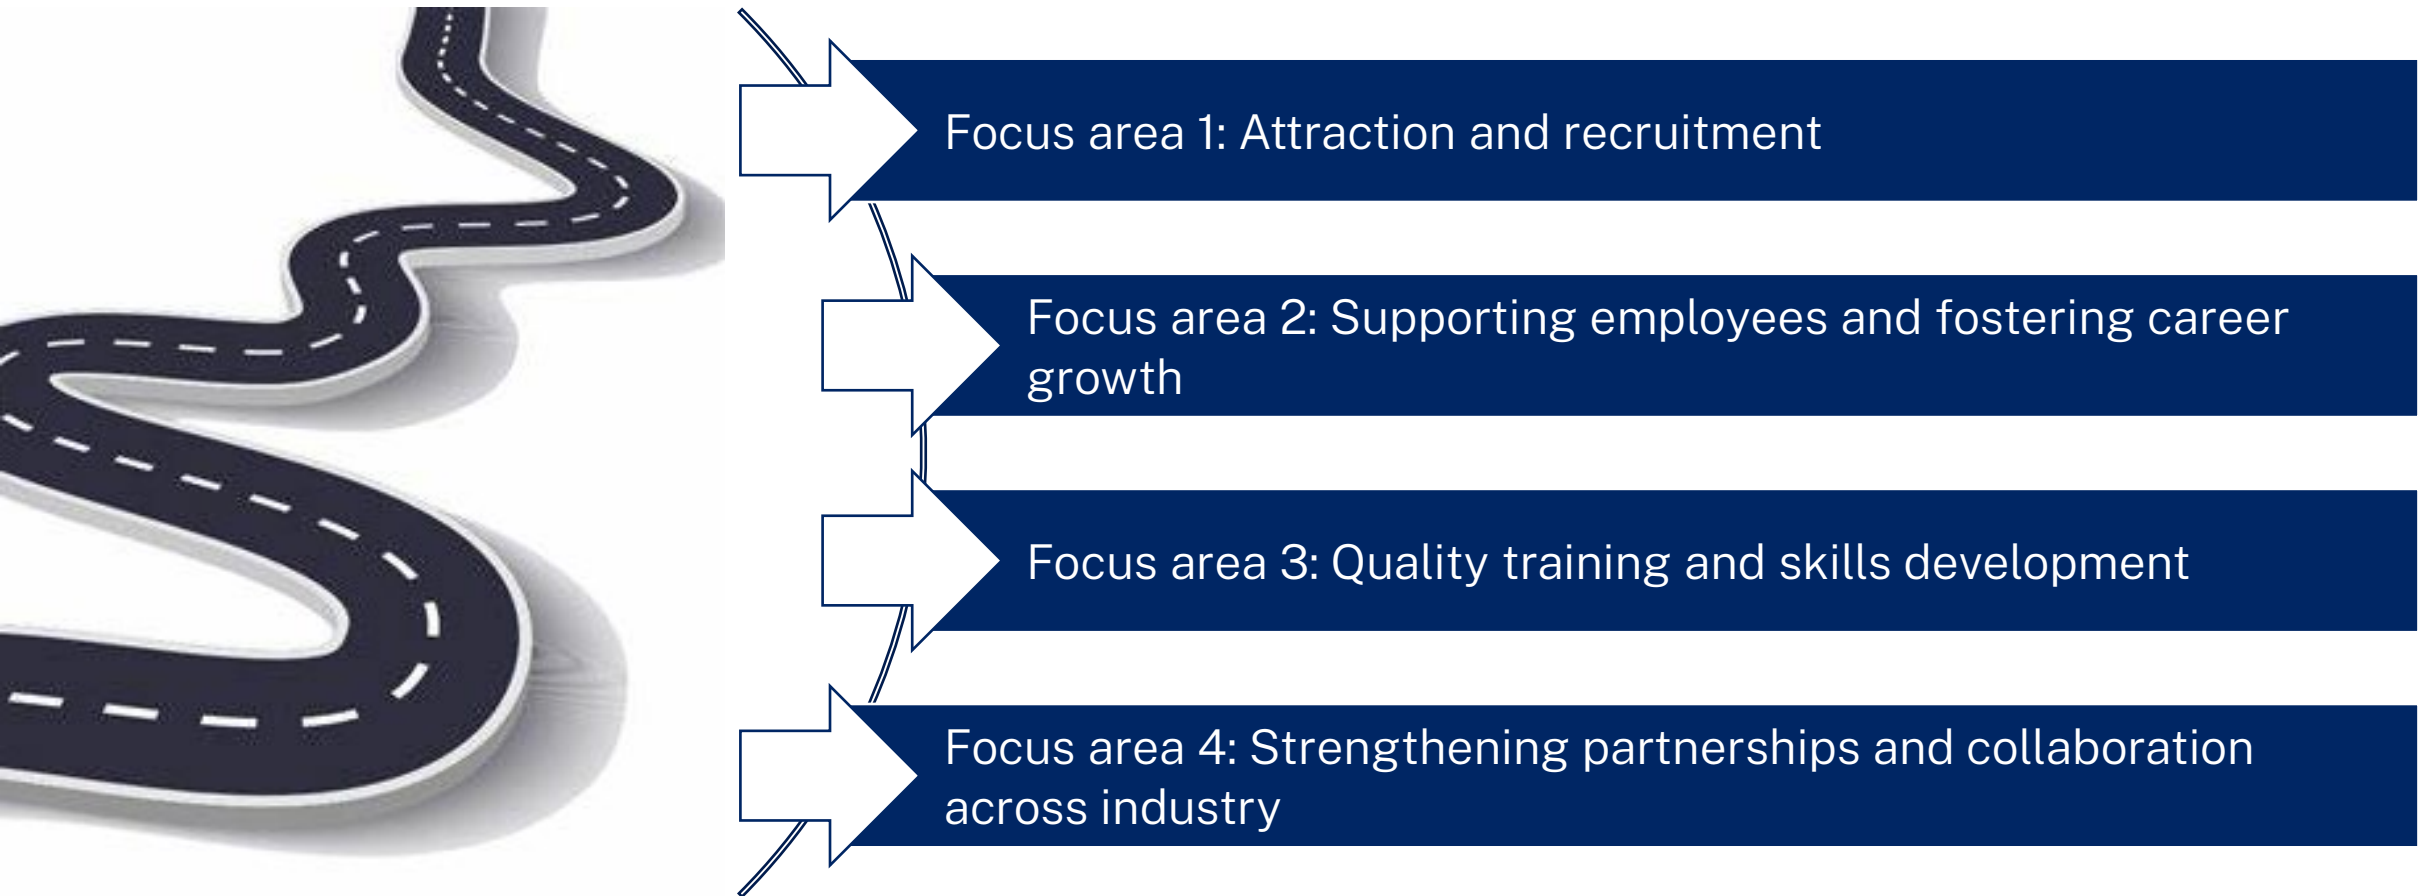 Focus area 1: Attraction and recruitment
Focus area 2: Supporting employees and fostering career
growth
Focus area 3: Quality training and skills development
Focus area 4: Strengthening partnerships and collaboration
across industry